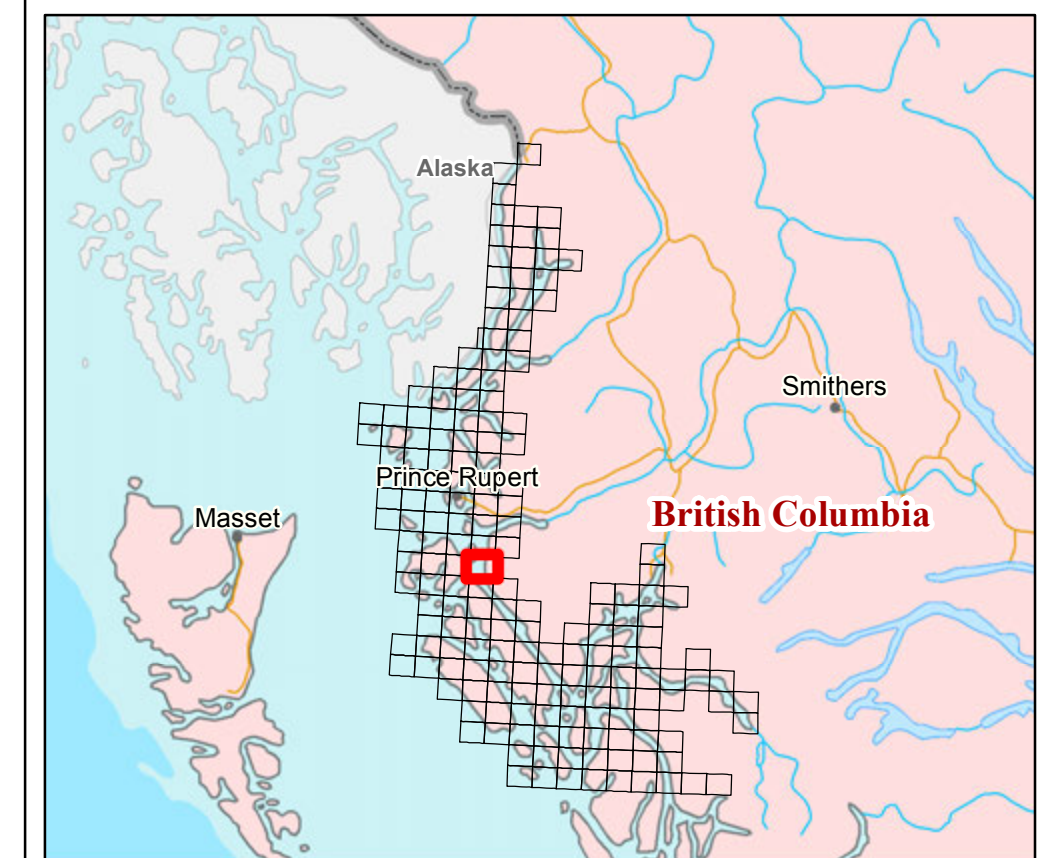 Alaska
Smithers
Prince Rupert
British Columbia
Masset